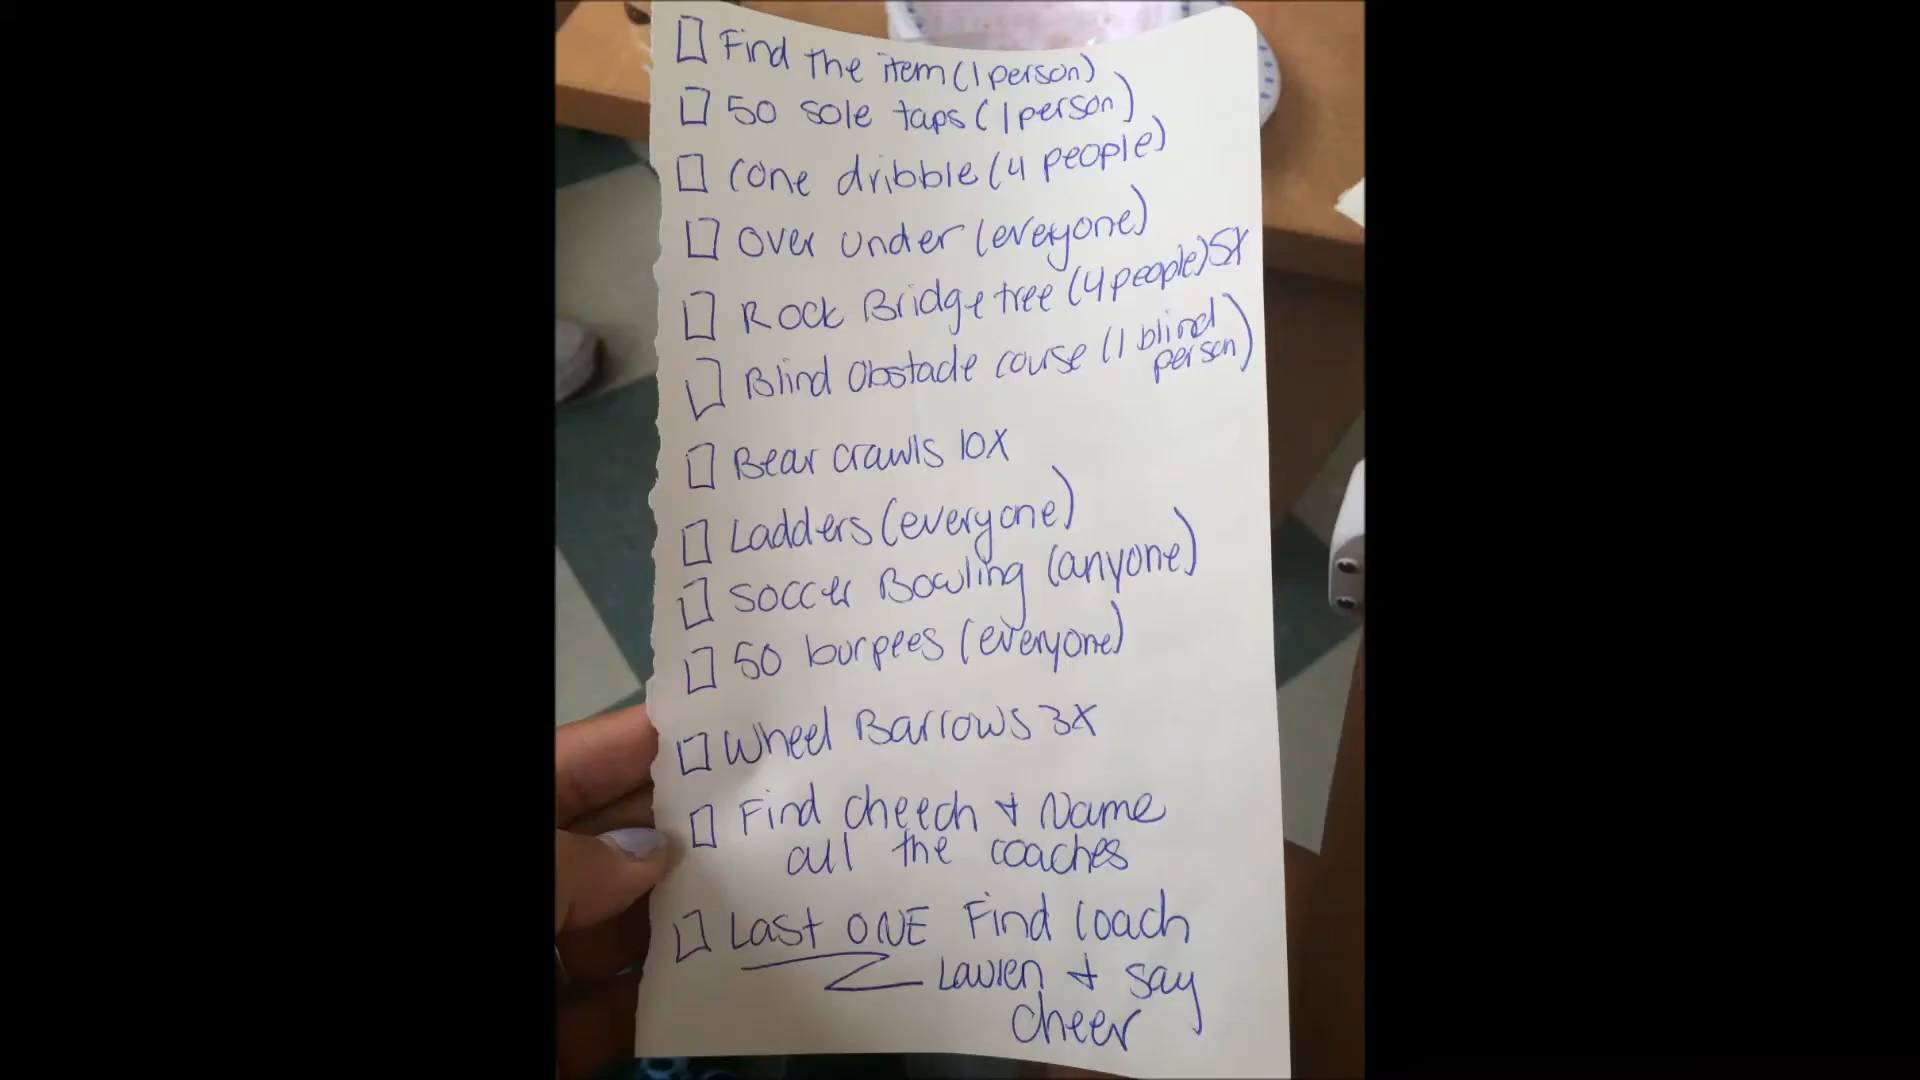 Find the item (1 person)
50 sole taps (1 person)
Cone dribble (4 people)
Over under (everyone)
Rock Bridge tree (4 people) 5X
Blind Obstacle course (1 blind
person)
Bear crawls 10X
Ladders (everyone)
Soccer Bowling (anyone)
50 burpees (everyone)
Wheel Barrows 3X
Find cheech + Name
all the coaches
Last ONE Find Coach
Lauren + say
cheer